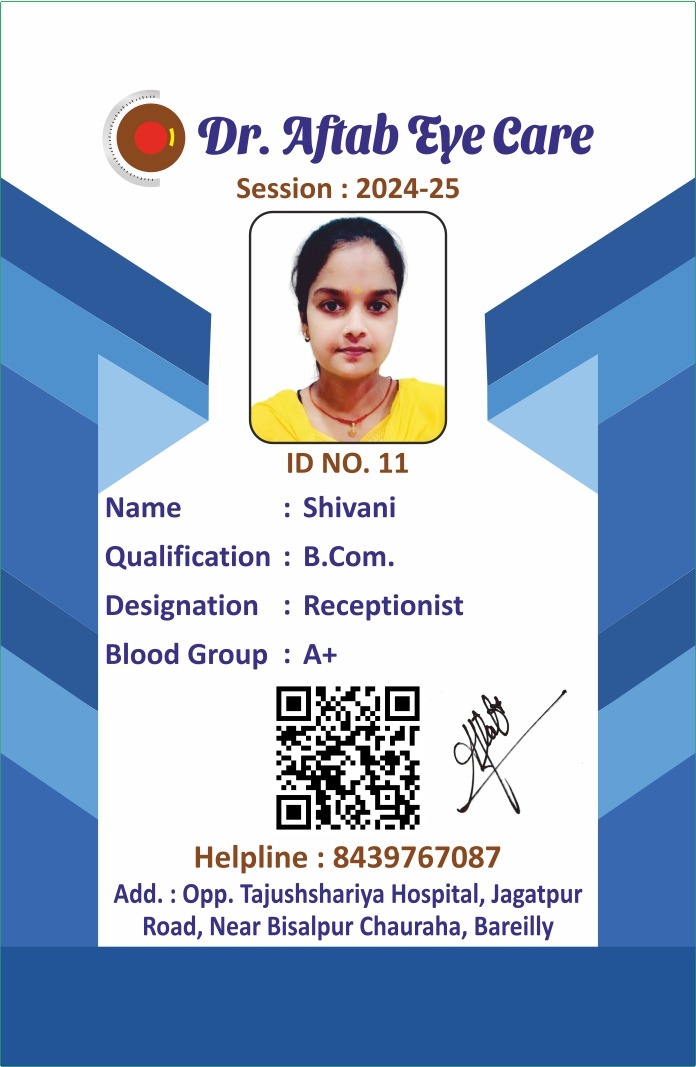 Dr. Aftab Eye Care
Session : 2024-25
ID NO. 11
Name : Shivani
Qualification : B.Com.
Designation : Receptionist
Blood Group : A+
Helpline : 8439767087
Add. : Opp. Tajushshariya Hospital, Jagatpur
Road, Near Bisalpur Chauraha, Bareilly